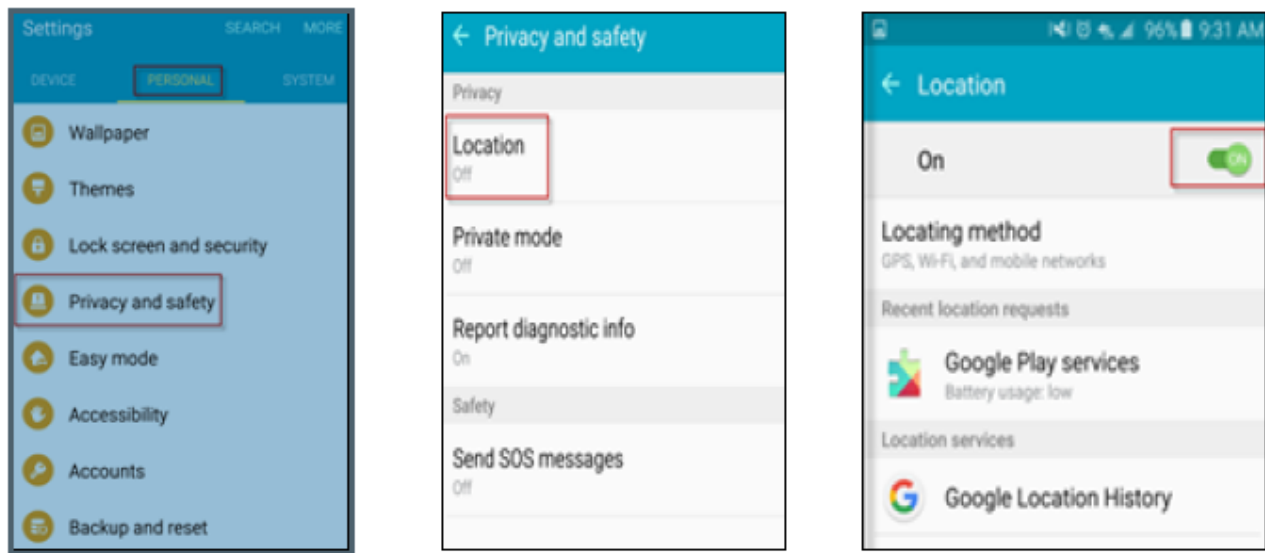 Settings SEARCH MORE
DEVICE PERSONAL SYSTEM
Wallpaper
Themes
Lock screen and security
Privacy and safety
Easy mode
Accessibility
Accounts
Backup and reset
Privacy and safety
Privacy
Location
Off
Private mode
Off
Report diagnostic info
On
Safety
Send SOS messages
Off
96% 9:31 AM
Location
On ON
Locating method
GPS, Wi-Fi, and mobile networks
Recent location requests
Google Play services
Battery usage: low
Location services
G
Google Location History